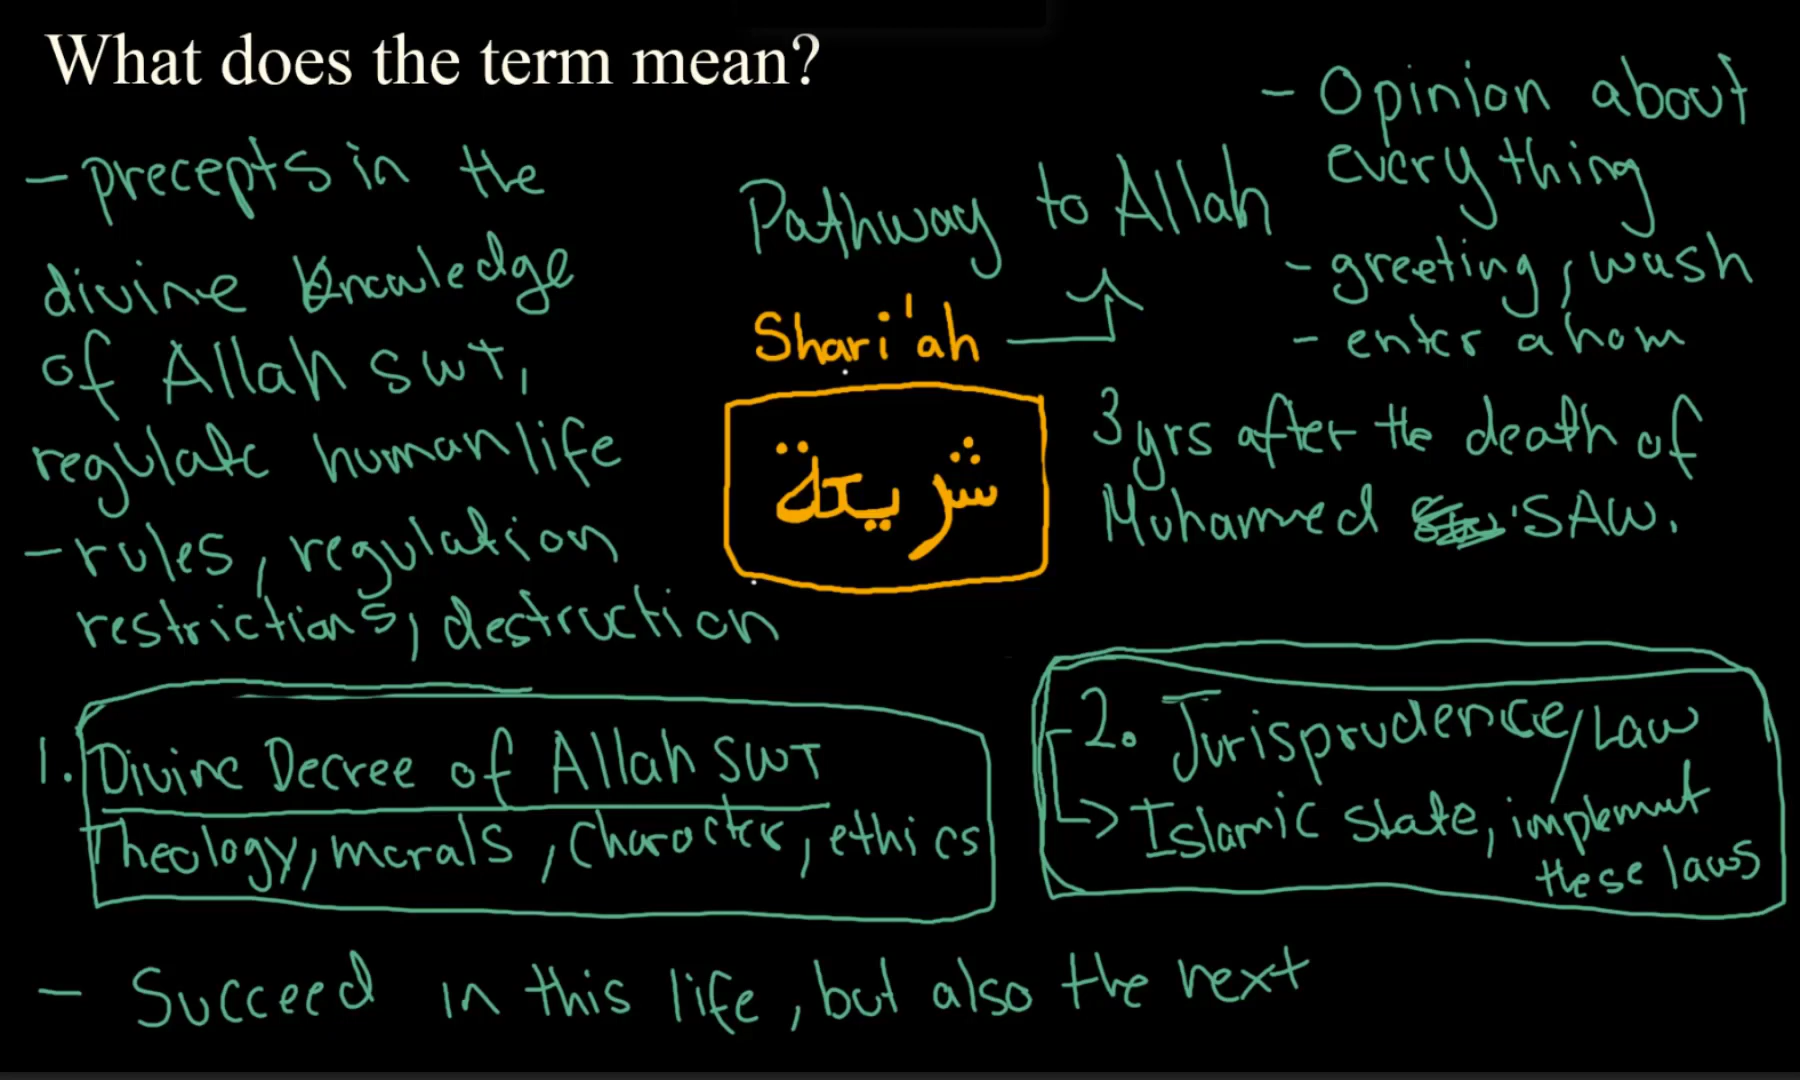 What does the term mean?
- precepts in the
divine knowledge
of Allah SWT,
regulate human life
- rules, regulation
restrictions, destruction
Pathway to Allah
Shari'ah
شريعة
- Opinion about
everything
- greeting, wash
- enter a hom
3 yrs after the death of
Muhammed SAW.
1. Divine Decree of Allah SWT
Theology, morals, Character, ethics
2. Jurisprudence/Law
Islamic state, implement
these laws
- Succeed in this life, but also the next